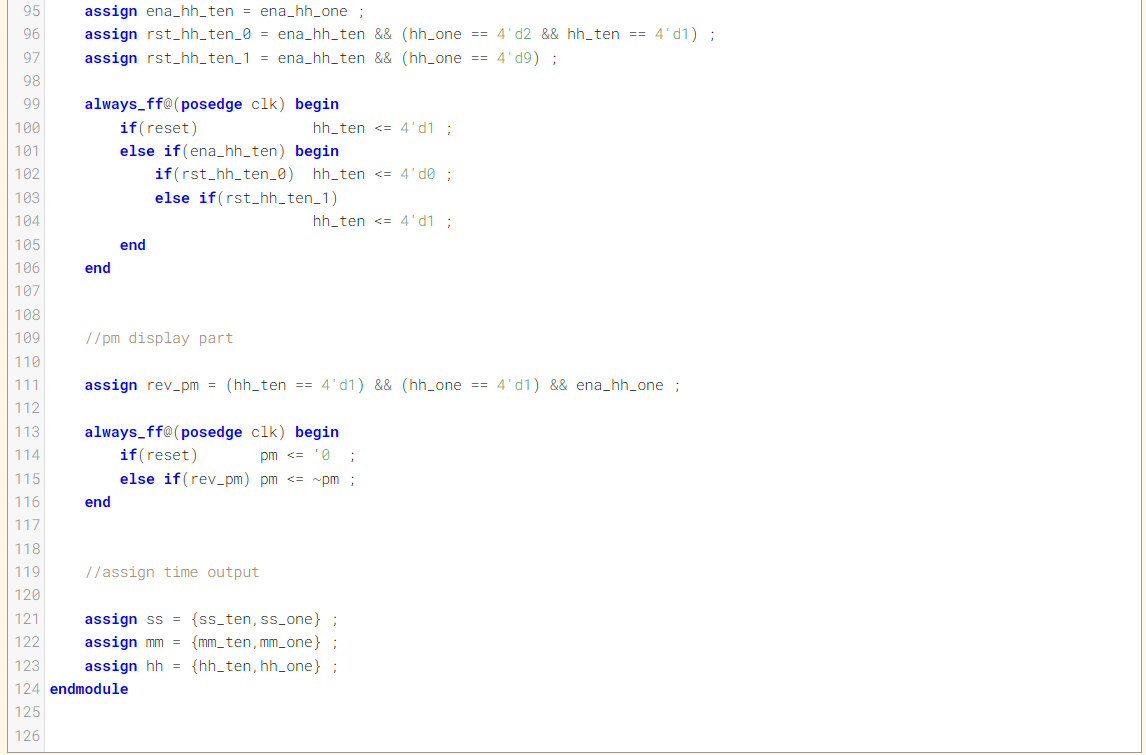 95 assign ena_hh_ten = ena_hh_one ;
96 assign rst_hh_ten_0 = ena_hh_ten && (hh_one == 4'd2 && hh_ten == 4'd1) ;
97 assign rst_hh_ten_1 = ena_hh_ten && (hh_one == 4'd9) ;
98
99 always_ff@(posedge clk) begin
100 if(reset) hh_ten <= 4'd1 ;
101 else if(ena_hh_ten) begin
102 if(rst_hh_ten_0) hh_ten <= 4'd0 ;
103 else if(rst_hh_ten_1)
104 hh_ten <= 4'd1 ;
105 end
106 end
107
108
109 //pm display part
110
111 assign rev_pm = (hh_ten == 4'd1) && (hh_one == 4'd1) && ena_hh_one ;
112
113 always_ff@(posedge clk) begin
114 if(reset) pm <= '0 ;
115 else if(rev_pm) pm <= ~pm ;
116 end
117
118
119 //assign time output
120
121 assign ss = {ss_ten,ss_one} ;
122 assign mm = {mm_ten,mm_one} ;
123 assign hh = {hh_ten,hh_one} ;
124 endmodule
125
126